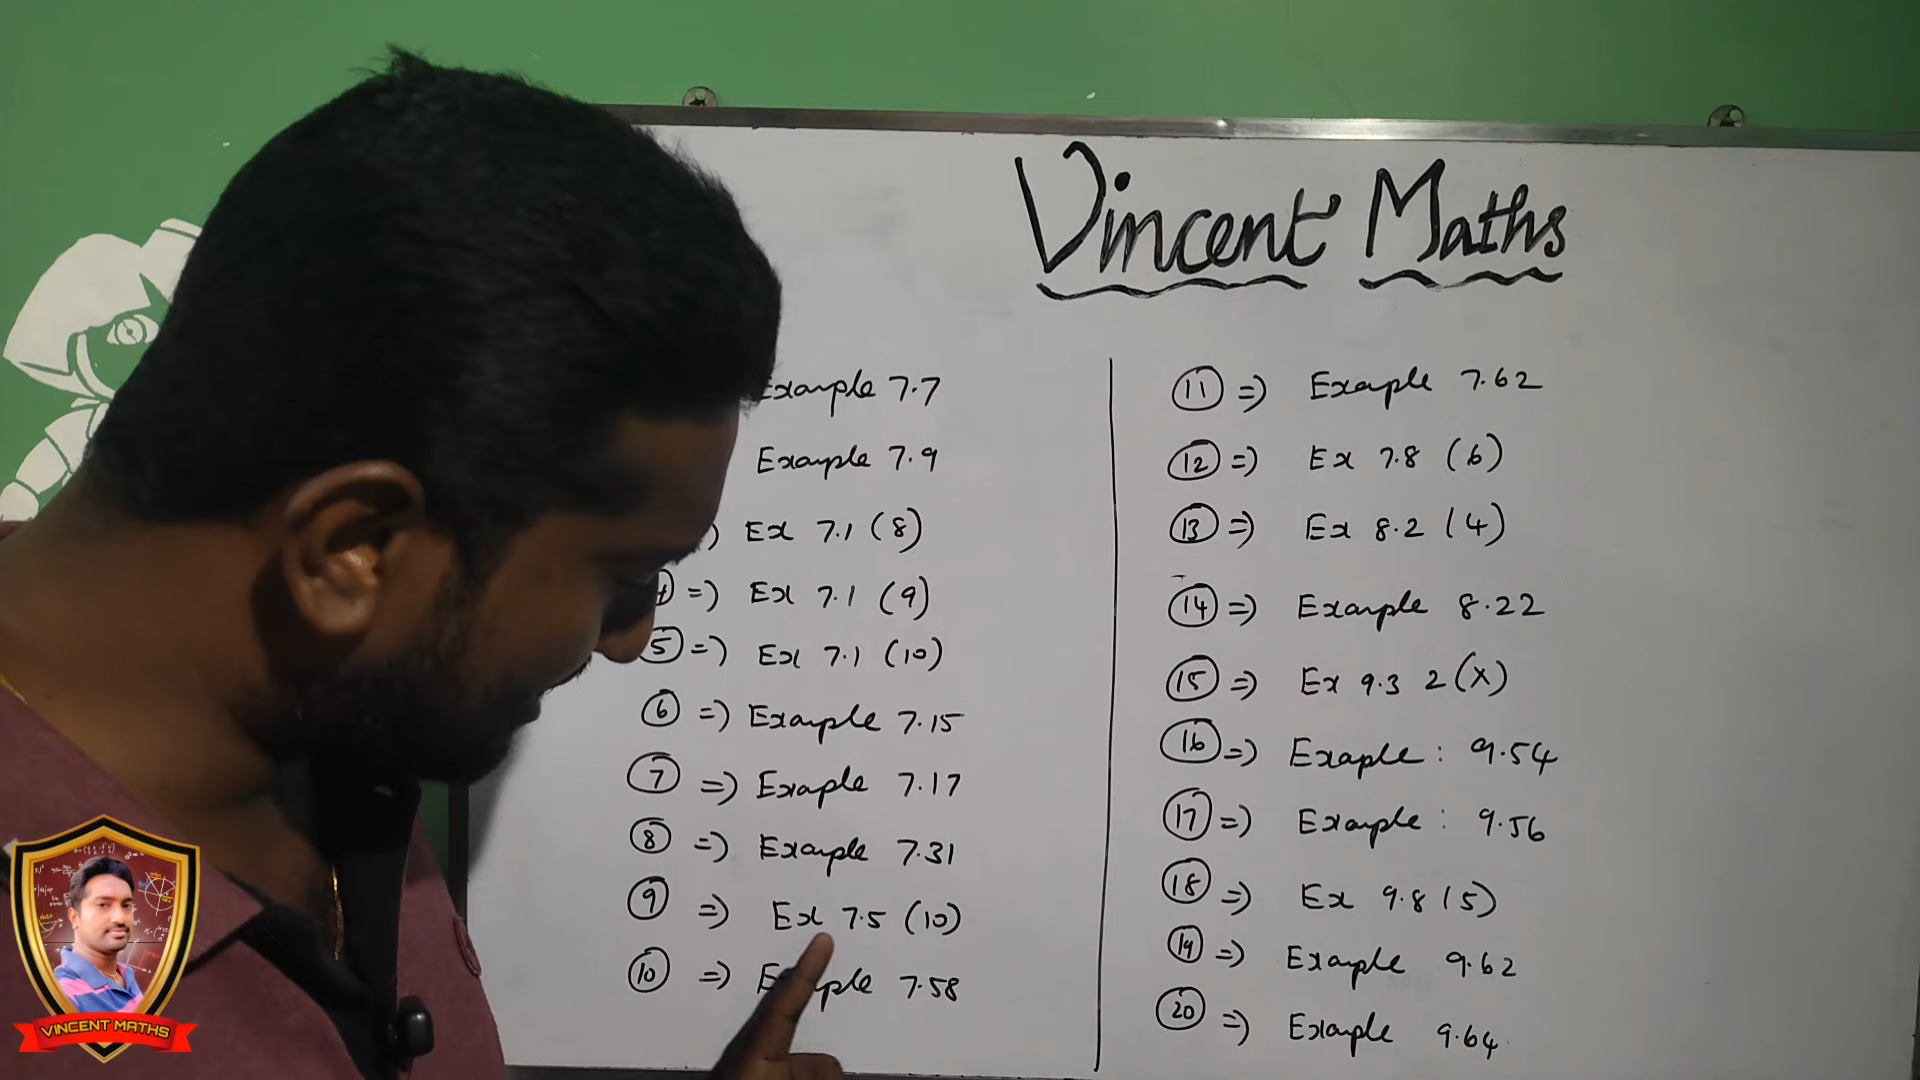 Vincent Maths
Example 7.7
Example 7.9
) Ex 7.1 (8)
=) Ex 7.1 (9)
5 =) Ex 7.1 (10)
6 =) Example 7.15
7 =) Exaple 7.17
8 =) Example 7.31
9 =) Ex 7.5 (10)
10 =) Example 7.58
11 =) Example 7.62
12 =) Ex 7.8 (6)
13 =) Ex 8.2 (4)
14 =) Example 8.22
15 =) Ex 9.3 2(X)
16 =) Exaple : 9.54
17 =) Example : 9.56
18 =) Ex 9.8 (5)
19 =) Example 9.62
20 =) Example 9.64
VINCENT MATHS